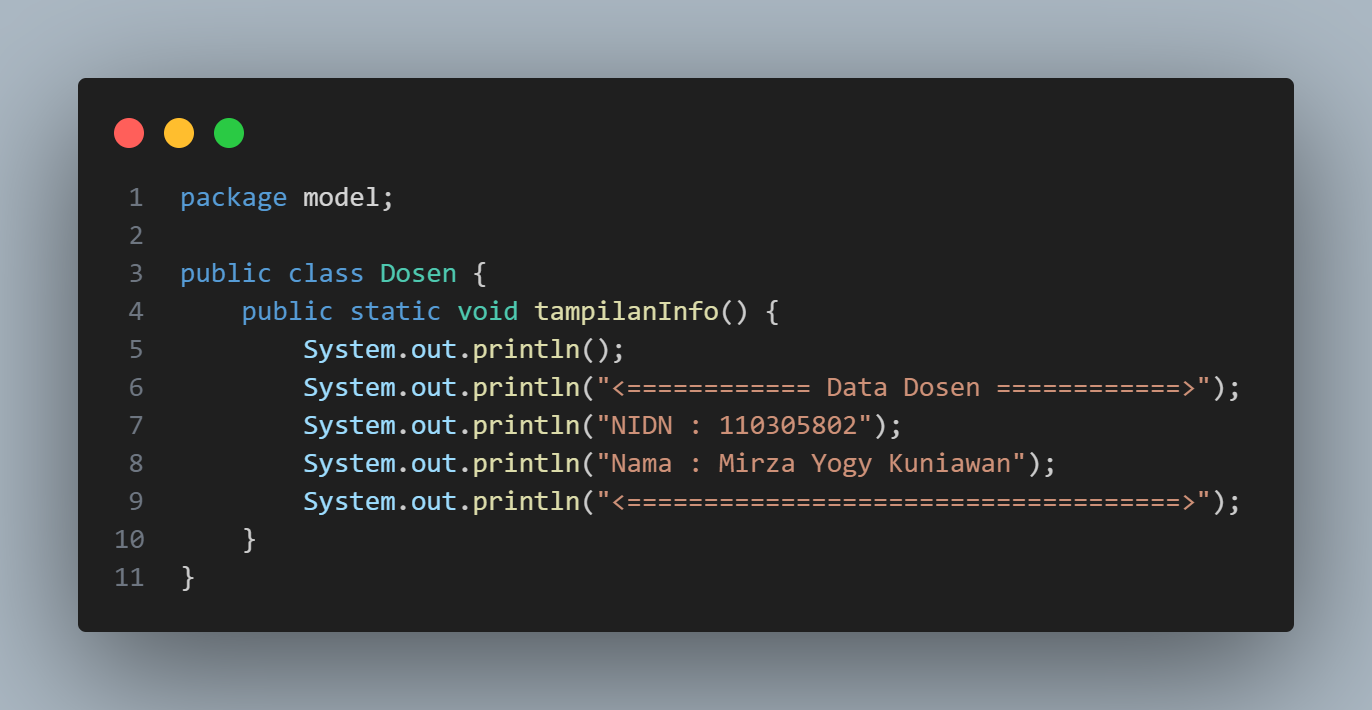 1 package model;
2
3 public class Dosen {
4     public static void tampilanInfo() {
5         System.out.println();
6         System.out.println("<============ Data Dosen ============>");
7         System.out.println("NIDN : 110305802");
8         System.out.println("Nama : Mirza Yogy Kuniawan");
9         System.out.println("<====================================>");
10     }
11 }